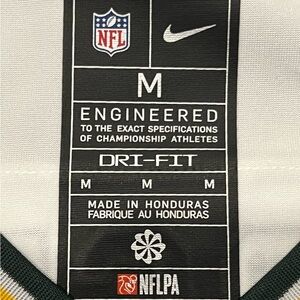 NFL
M
ENGINEERED
TO THE EXACT SPECIFICATIONS
OF CHAMPIONSHIP ATHLETES
DRI-FIT
M M M
MADE IN HONDURAS
FABRIQUE AU HONDURAS
NFLPA